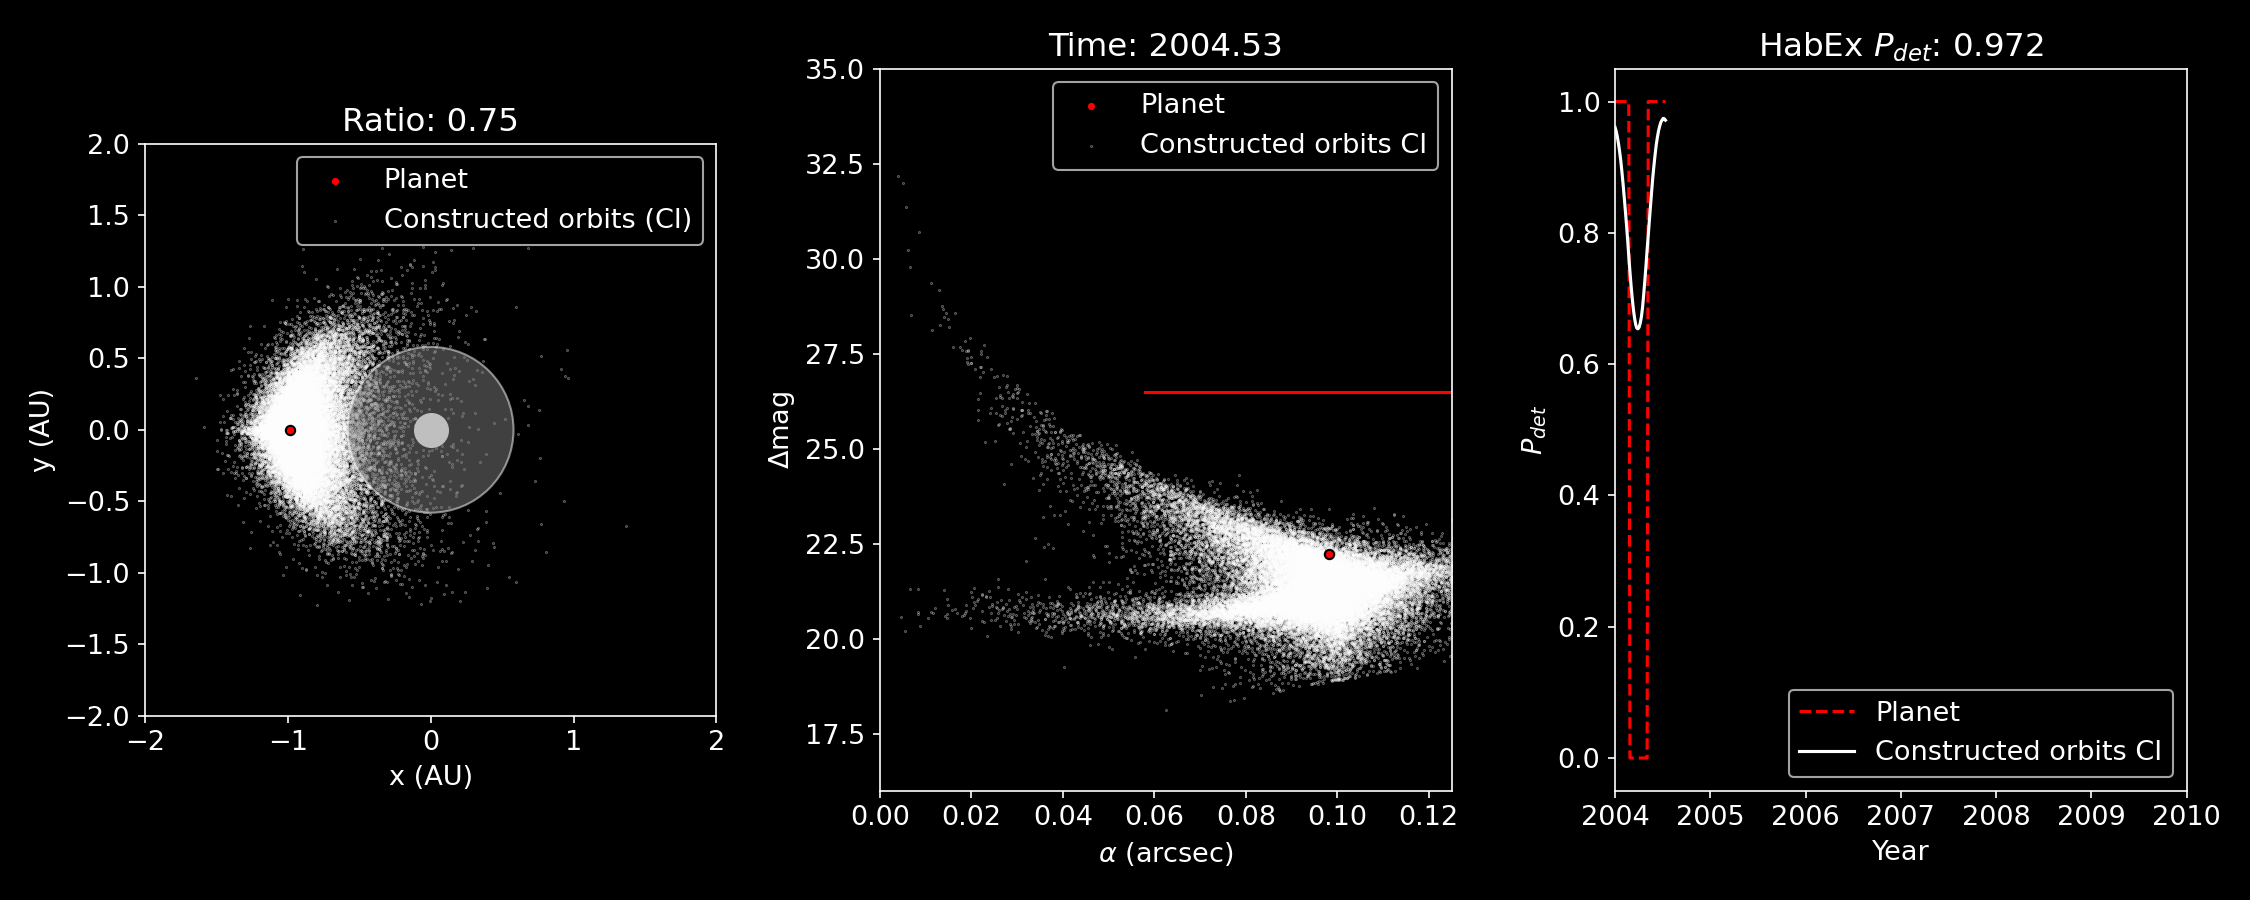 Ratio: 0.75
Planet
Constructed orbits (CI)
2.0
1.5
1.0
0.5
0.0
−0.5
−1.0
−1.5
−2.0
−2 −1 0 1 2
x (AU)
y (AU)
Time: 2004.53
Planet
Constructed orbits CI
35.0
32.5
30.0
27.5
25.0
22.5
20.0
17.5
0.00 0.02 0.04 0.06 0.08 0.10 0.12
α (arcsec)
Δmag
HabEx P_det: 0.972
1.0
0.8
0.6
0.4
0.2
0.0
P_det
Planet
Constructed orbits CI
2004 2005 2006 2007 2008 2009 2010
Year